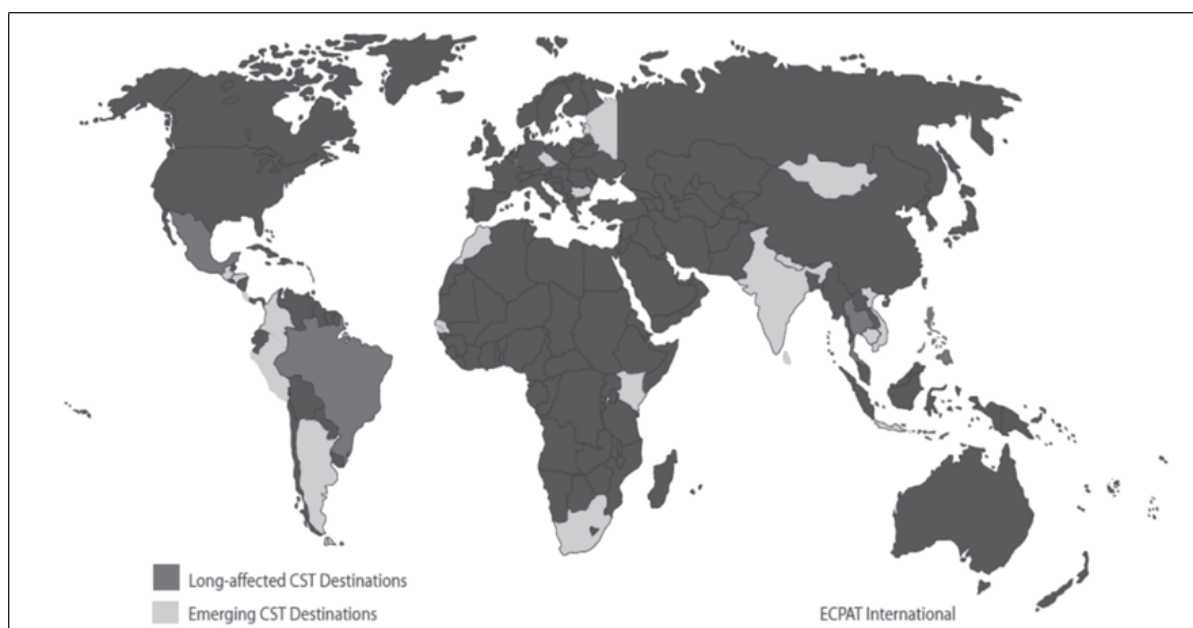 Long-affected CST Destinations
Emerging CST Destinations
ECPAT International